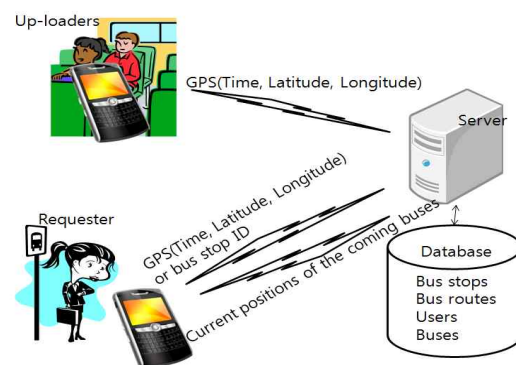 Up-loaders
GPS(Time, Latitude, Longitude)
Server
Requester
GPS(Time, Latitude, Longitude)
or bus stop ID
Current positions of the coming buses
Database
Bus stops
Bus routes
Users
Buses